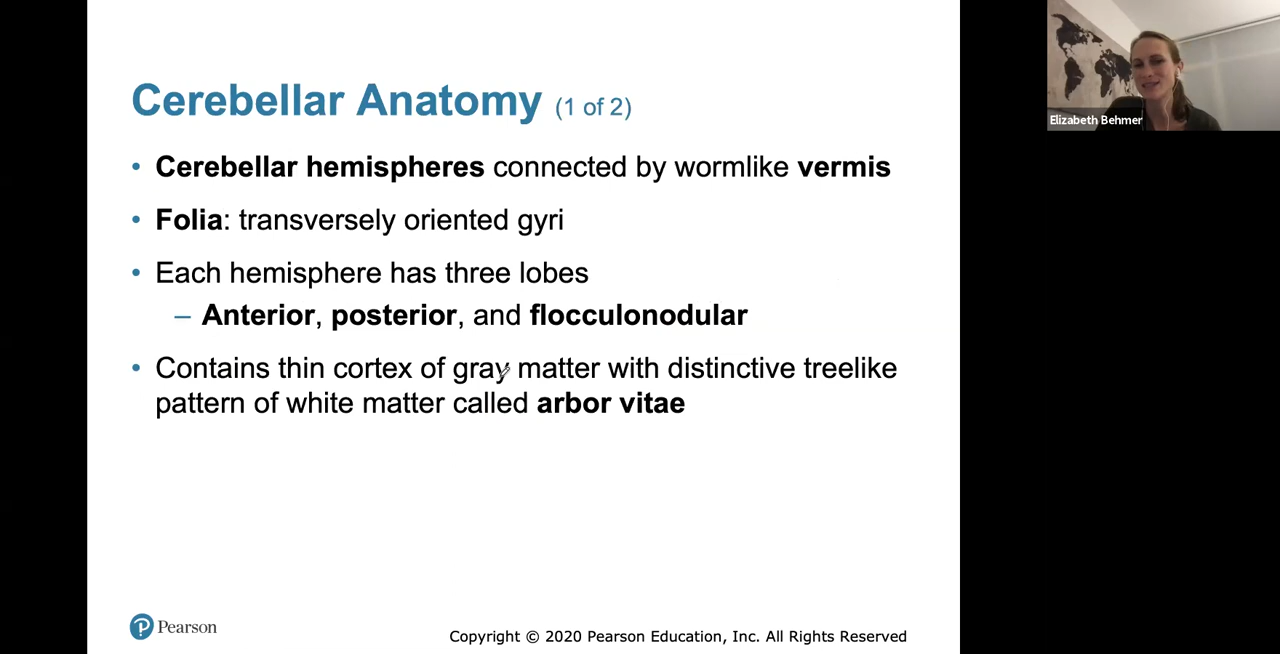 Cerebellar Anatomy (1 of 2)
• Cerebellar hemispheres connected by wormlike vermis
• Folia: transversely oriented gyri
• Each hemisphere has three lobes
– Anterior, posterior, and flocculonodular
• Contains thin cortex of gray matter with distinctive treelike
pattern of white matter called arbor vitae
Pearson
Copyright © 2020 Pearson Education, Inc. All Rights Reserved
Elizabeth Behmer